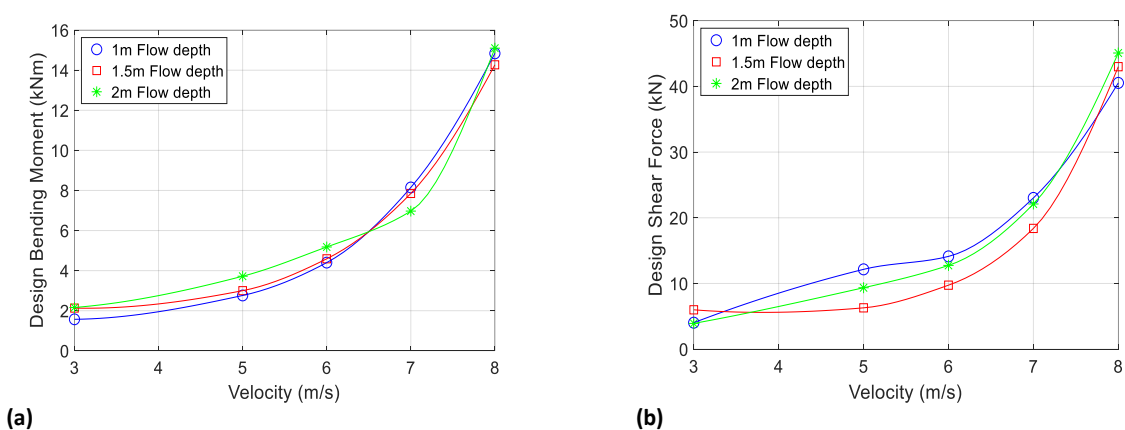 Design Bending Moment (kNm)
16
14
12
10
8
6
4
2
0
1m Flow depth
1.5m Flow depth
2m Flow depth
3 4 5 6 7 8
Velocity (m/s)
(a)
Design Shear Force (kN)
50
40
30
20
10
0
1m Flow depth
1.5m Flow depth
2m Flow depth
3 4 5 6 7 8
Velocity (m/s)
(b)